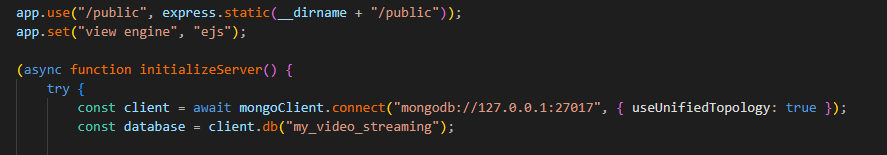 app.use("/public", express.static(__dirname + "/public"));
app.set("view engine", "ejs");
(async function initializeServer() {
try {
const client = await mongoClient.connect("mongodb://127.0.0.1:27017", { useUnifiedTopology: true });
const database = client.db("my_video_streaming");